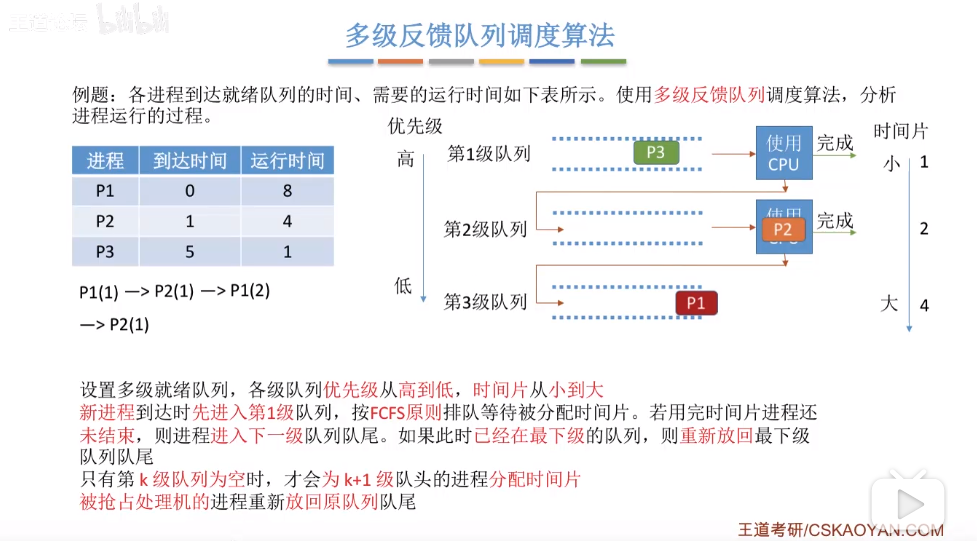 多级反馈队列调度算法
例题：各进程到达就绪队列的时间、需要的运行时间如下表所示。使用多级反馈队列调度算法，分析
进程运行的过程。
进程 到达时间 运行时间
P1 0 8
P2 1 4
P3 5 1
P1(1) —> P2(1) —> P1(2)
—> P2(1)
优先级
高
低
第1级队列
P3
使用
CPU
完成
第2级队列
P2
完成
第3级队列
P1
时间片
小 1
2
大 4
设置多级就绪队列，各级队列优先级从高到低，时间片从小到大
新进程到达时先进入第1级队列，按FCFS原则排队等待被分配时间片。若用完时间片进程还
未结束，则进程进入下一级队列队尾。如果此时已经在最下级的队列，则重新放回最下级
队列队尾
只有第 k 级队列为空时，才会为 k+1 级队头的进程分配时间片
被抢占处理机的进程重新放回原队列队尾
王道考研/CSKAOYAN.COM
bilibili